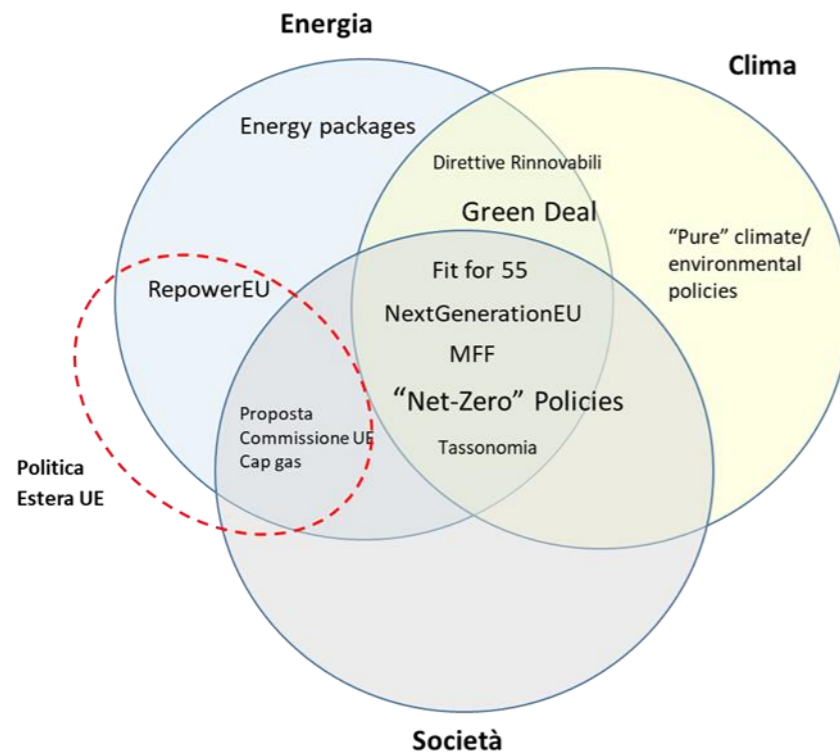 Energia
Clima
Energy packages
Direttive Rinnovabili
Green Deal
"Pure" climate/
environmental
policies
Fit for 55
RepowerEU
NextGenerationEU
MFF
"Net-Zero" Policies
Proposta
Commissione UE
Cap gas
Tassonomia
Politica
Estera UE
Società